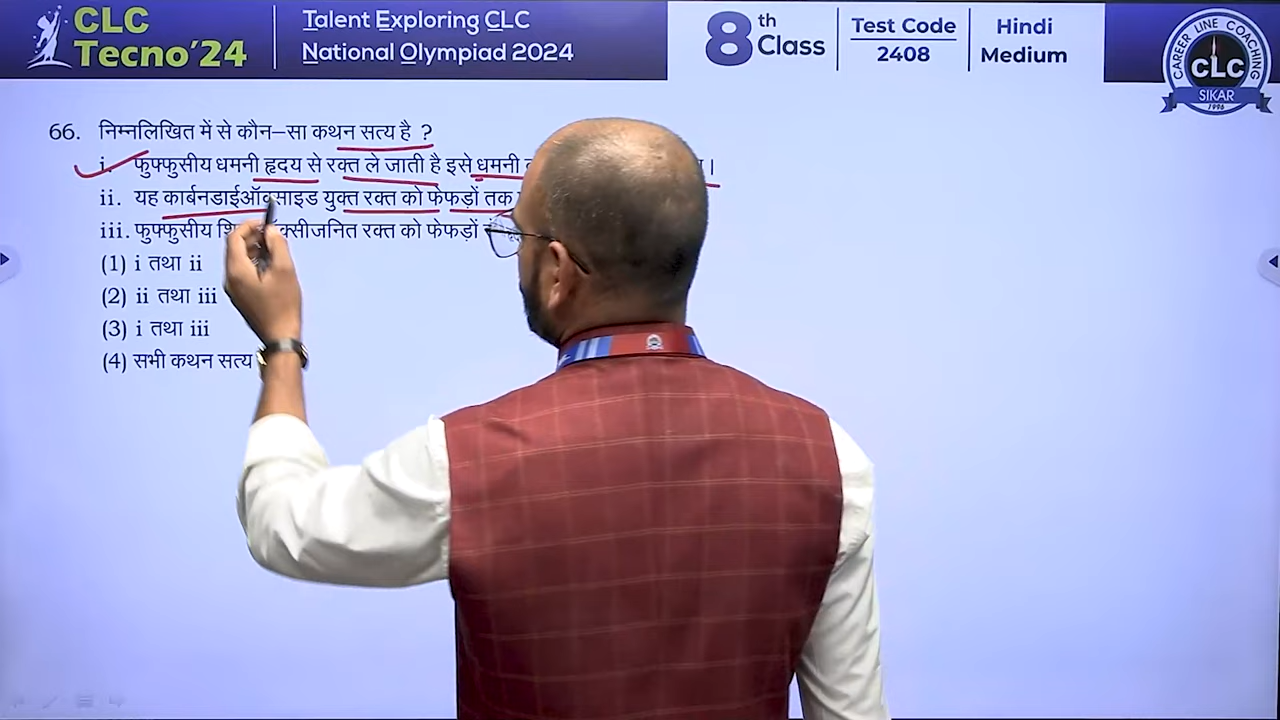 CLC
Tecno'24
Talent Exploring CLC
National Olympiad 2024
8th Class
Test Code
2408
Hindi
Medium
CAREER LINE COACHING
CLC
SIKAR
1996
66. निम्नलिखित में से कौन–सा कथन सत्य है ?
i. फुफ्फुसीय धमनी हृदय से रक्त ले जाती है इसे धमनी
ii. यह कार्बनडाईऑक्साइड युक्त रक्त को फेफड़ों तक
iii. फुफ्फुसीय रक्त को फेफड़ों
(1) i तथा ii
(2) ii तथा iii
(3) i तथा iii
(4) सभी कथन सत्य